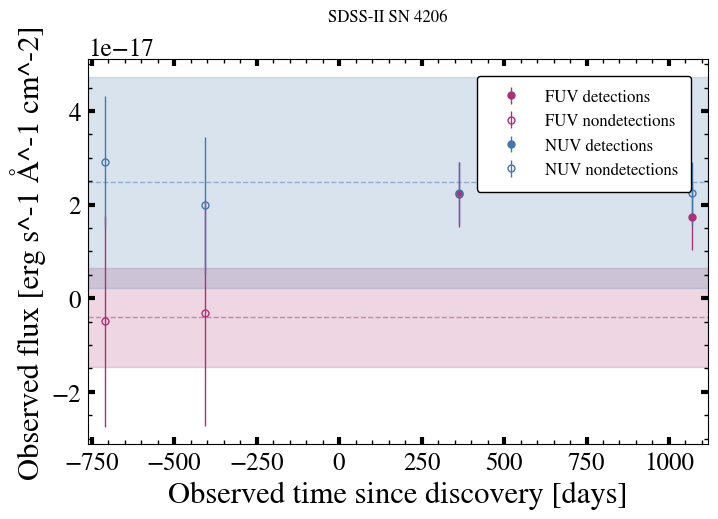 SDSS-II SN 4206
1e−17
Observed flux [erg s^-1 Å^-1 cm^-2]
4
2
0
−2
FUV detections
FUV nondetections
NUV detections
NUV nondetections
−750 −500 −250 0 250 500 750 1000
Observed time since discovery [days]